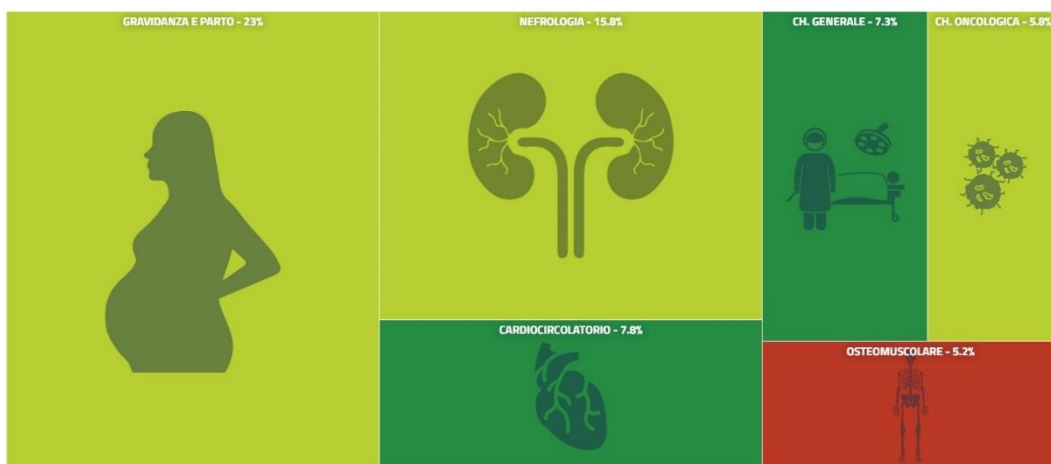 GRAVIDANZA E PARTO - 23%
NEFROLOGIA - 15.8%
CH. GENERALE - 7.3%
CH. ONCOLOGICA - 5.8%
CARDIOCIRCOLATORIO - 7.8%
OSTEOMUSCOLARE - 5.2%